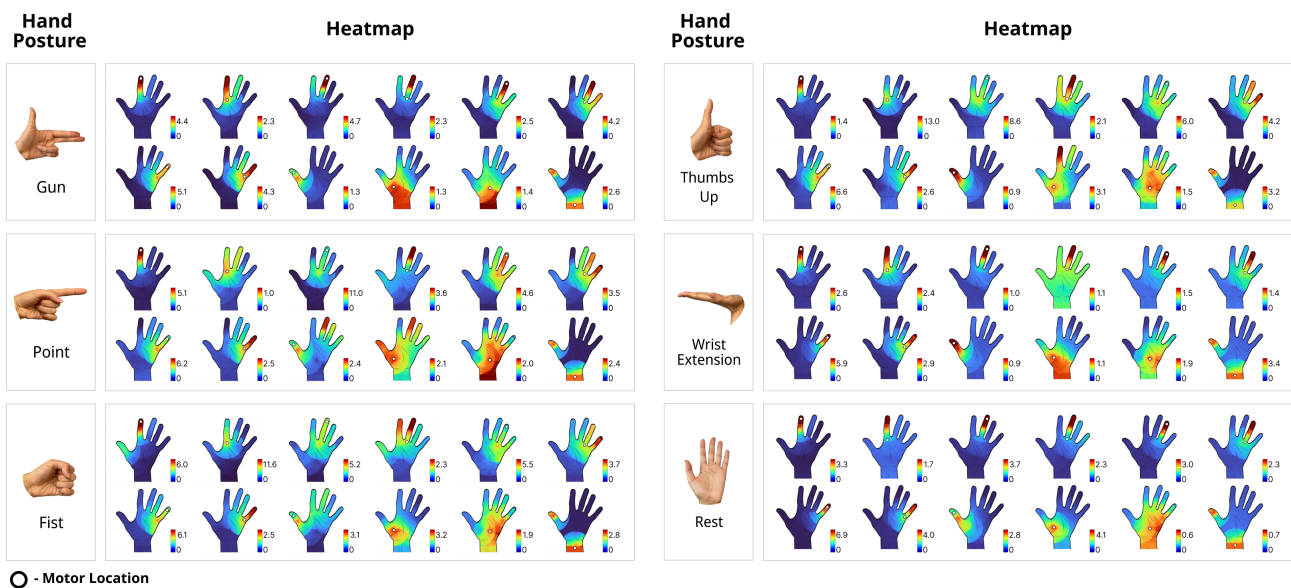 Hand
Posture
Heatmap
Hand
Posture
Heatmap
Gun
4.4 0 2.3 0 4.7 0 2.3 0 2.5 0 4.2 0
5.1 0 4.3 0 1.3 0 1.3 0 1.4 0 2.6 0
Thumbs
Up
1.4 0 13.0 0 8.6 0 2.1 0 6.0 0 4.2 0
6.6 0 2.6 0 0.9 0 3.1 0 1.5 0 3.2 0
Point
5.1 0 1.0 0 11.0 0 3.6 0 4.6 0 3.5 0
6.2 0 2.5 0 2.4 0 2.1 0 2.0 0 2.4 0
Wrist
Extension
2.6 0 2.4 0 1.0 0 1.1 0 1.5 0 1.4 0
5.9 0 2.9 0 0.9 0 1.1 0 1.9 0 3.4 0
Fist
6.0 0 11.6 0 5.2 0 2.3 0 5.5 0 3.7 0
6.1 0 2.5 0 3.1 0 3.2 0 1.9 0 2.8 0
Rest
3.3 0 1.7 0 3.7 0 2.3 0 3.0 0 2.3 0
6.9 0 4.0 0 2.8 0 4.1 0 0.6 0 0.7 0
- Motor Location